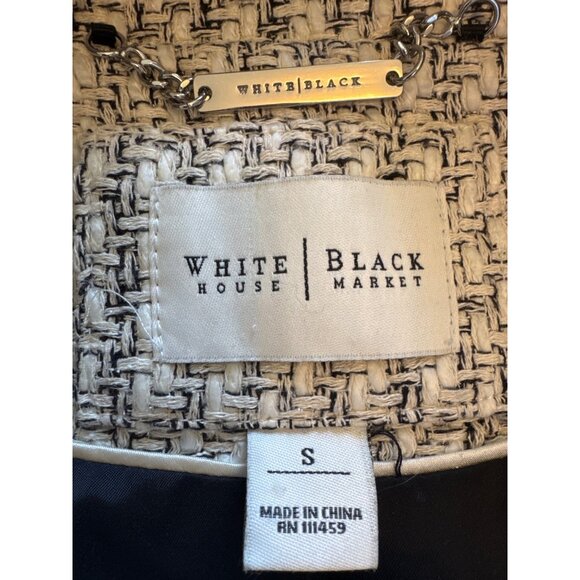 WHITE|BLACK
WHITE | BLACK
HOUSE | MARKET
S
MADE IN CHINA
RN 111459